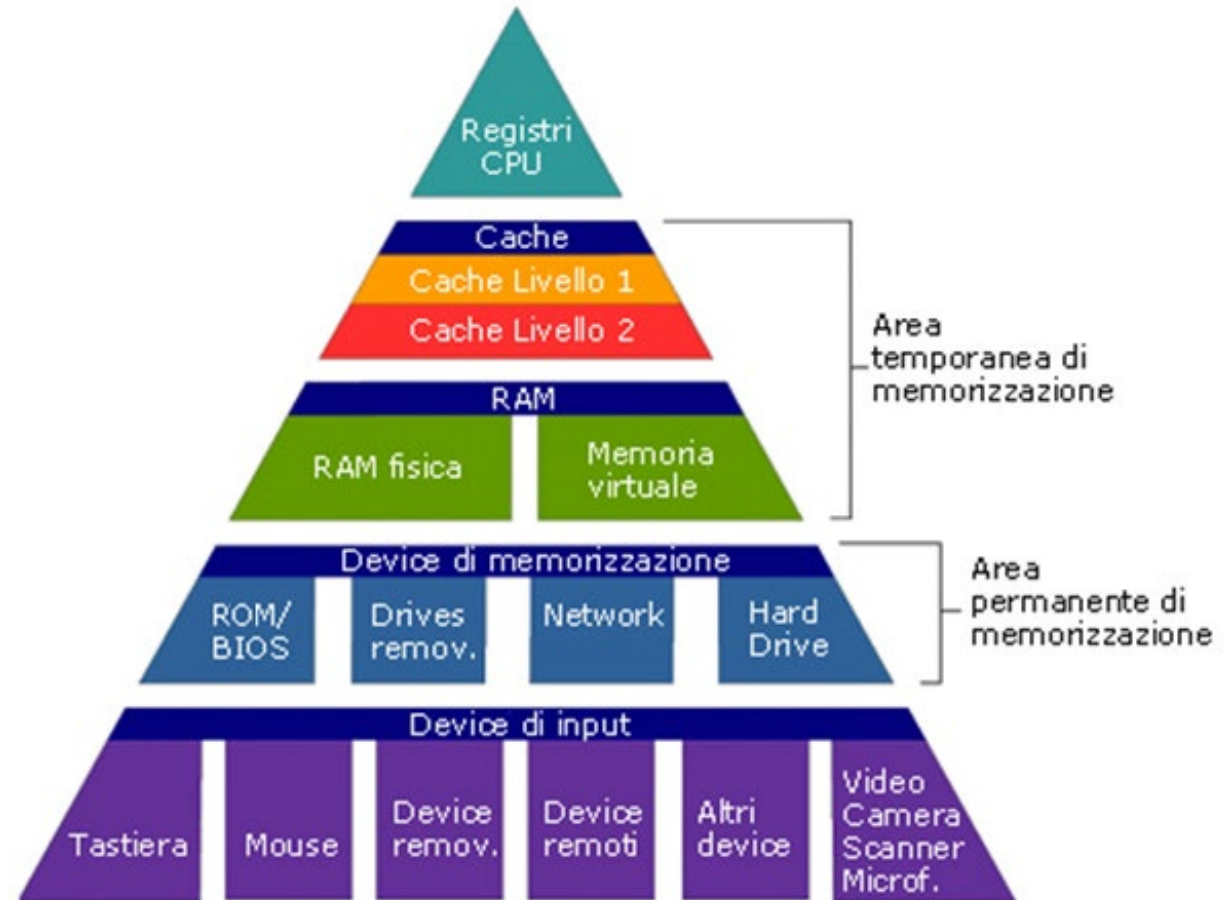 Registri
CPU
Cache
Cache Livello 1
Cache Livello 2
Area
temporanea di
memorizzazione
RAM
RAM fisica
Memoria
virtuale
Device di memorizzazione
ROM/
BIOS
Drives
remov.
Network
Hard
Drive
Area
permanente di
memorizzazione
Device di input
Tastiera
Mouse
Device
remov.
Device
remoti
Altri
device
Video
Camera
Scanner
Microf.